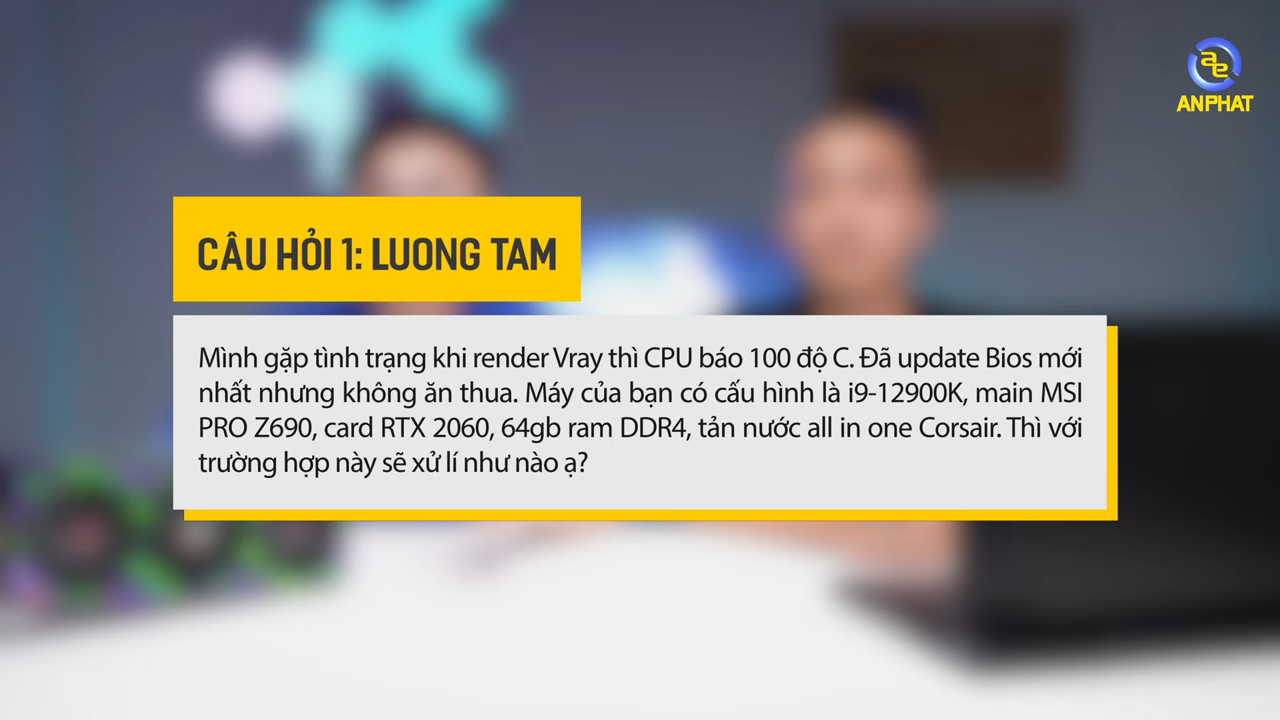 ae
ANPHAT
CÂU HỎI 1: LUONG TAM
Mình gặp tình trạng khi render Vray thì CPU báo 100 độ C. Đã update Bios mới
nhất nhưng không ăn thua. Máy của bạn có cấu hình là i9-12900K, main MSI
PRO Z690, card RTX 2060, 64gb ram DDR4, tản nước all in one Corsair. Thì với
trường hợp này sẽ xử lí như nào ạ?